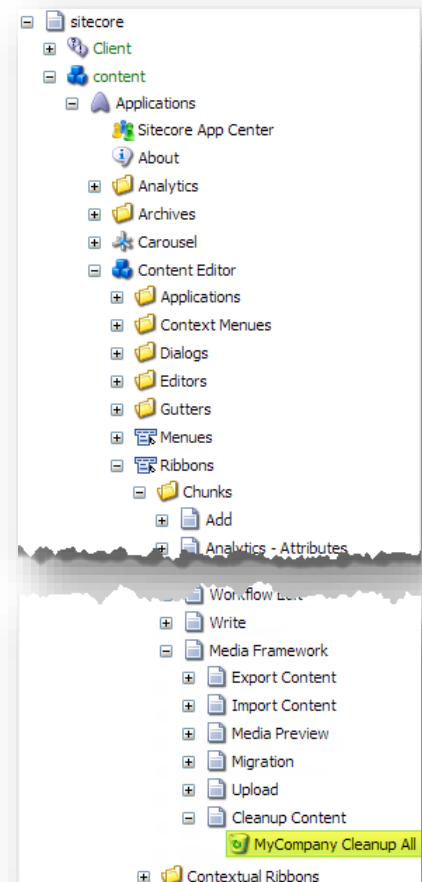 sitecore
Client
content
Applications
Sitecore App Center
About
Analytics
Archives
Carousel
Content Editor
Applications
Context Menues
Dialogs
Editors
Gutters
Menues
Ribbons
Chunks
Add
Analytics - Attributes
Workflow Edit
Write
Media Framework
Export Content
Import Content
Media Preview
Migration
Upload
Cleanup Content
MyCompany Cleanup All
Contextual Ribbons